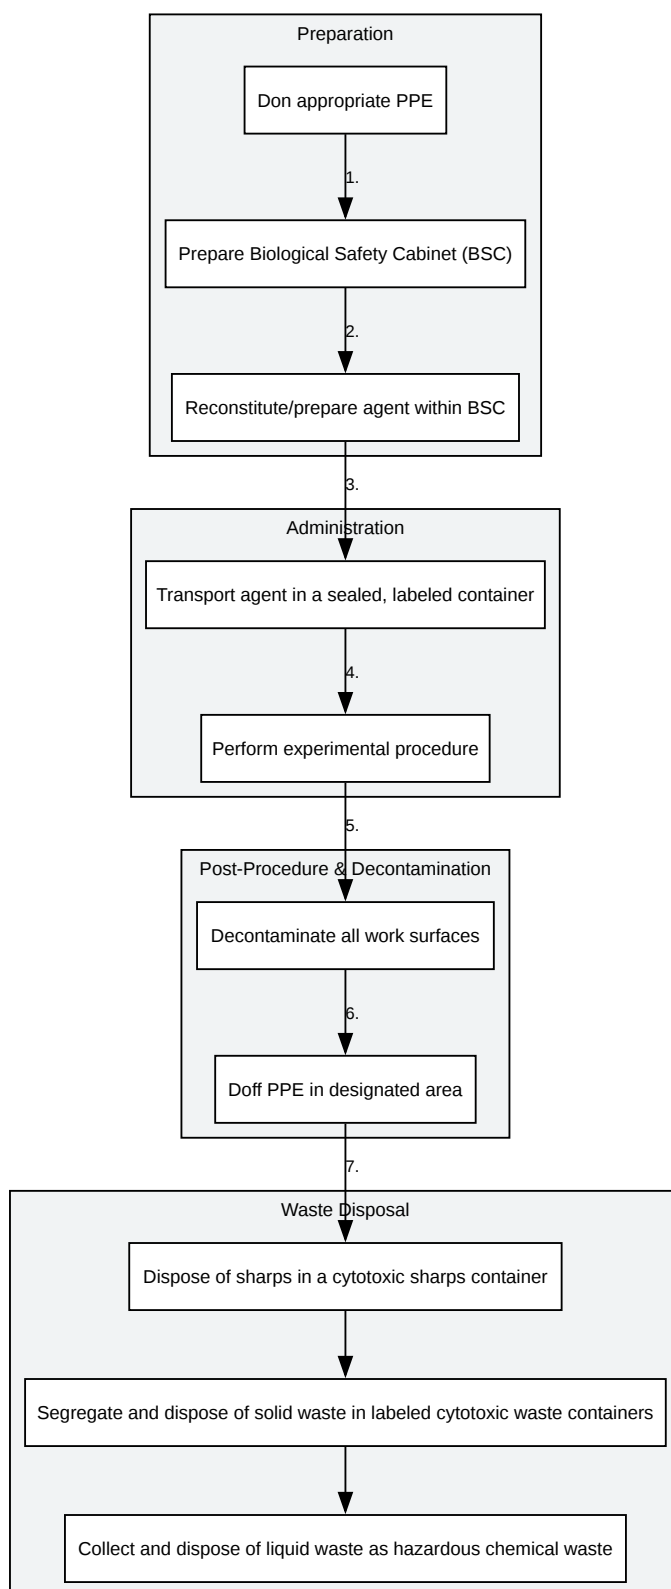 Preparation
Don appropriate PPE
1.
Prepare Biological Safety Cabinet (BSC)
2.
Reconstitute/prepare agent within BSC
3.
Administration
Transport agent in a sealed, labeled container
4.
Perform experimental procedure
5.
Post-Procedure & Decontamination
Decontaminate all work surfaces
6.
Doff PPE in designated area
7.
Waste Disposal
Dispose of sharps in a cytotoxic sharps container
Segregate and dispose of solid waste in labeled cytotoxic waste containers
Collect and dispose of liquid waste as hazardous chemical waste